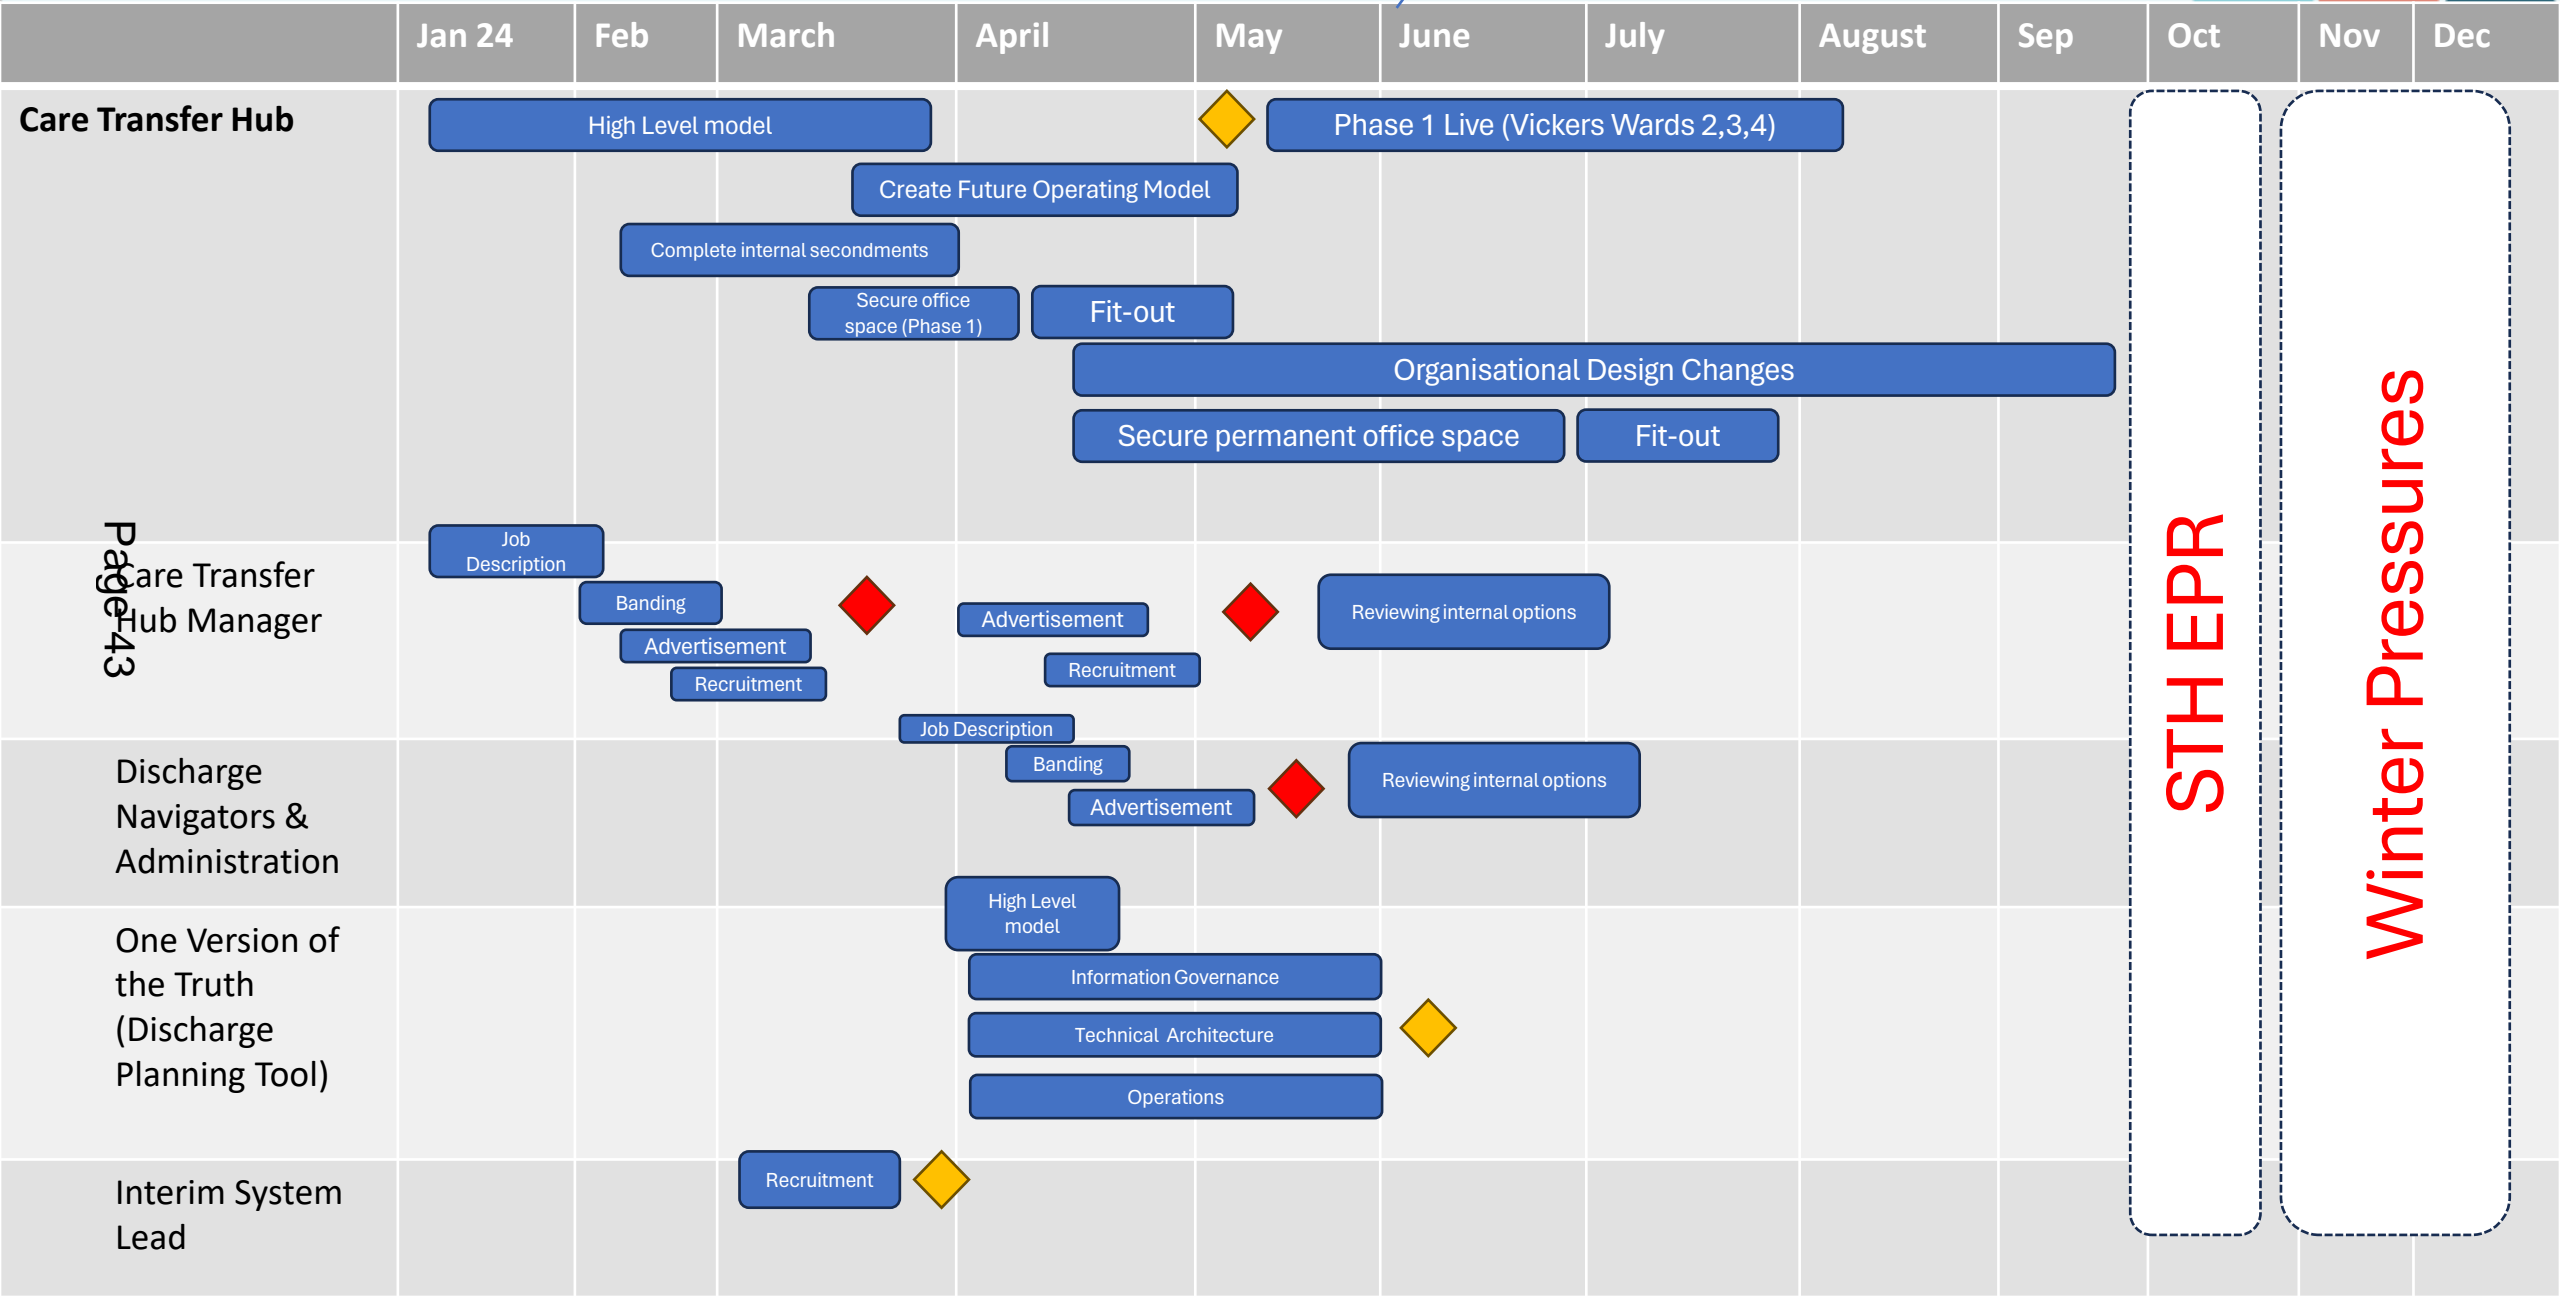 Jan 24
Feb
March
April
May
June
July
August
Sep
Oct
Nov
Dec
Care Transfer Hub
High Level model
Phase 1 Live (Vickers Wards 2,3,4)
Create Future Operating Model
Complete internal secondments
Secure office
space (Phase 1)
Fit-out
Organisational Design Changes
Secure permanent office space
Fit-out
Page 43
Care Transfer
Hub Manager
Job
Description
Banding
Advertisement
Recruitment
Advertisement
Recruitment
Reviewing internal options
Discharge
Navigators &
Administration
Job Description
Banding
Advertisement
Reviewing internal options
One Version of
the Truth
(Discharge
Planning Tool)
High Level
model
Information Governance
Technical Architecture
Operations
Interim System
Lead
Recruitment
STH EPR
Winter Pressures